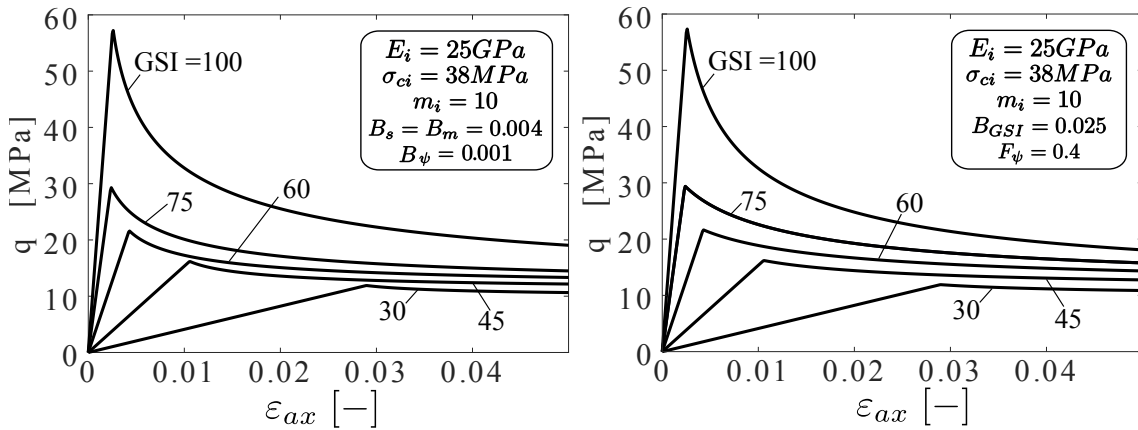 60
50
40
30
20
10
0
q [MPa]
GSI =100
75
60
30
45
E_i = 25GPa
σ_ci = 38MPa
m_i = 10
B_s = B_m = 0.004
B_ψ = 0.001
0 0.01 0.02 0.03 0.04
ε_ax [−]
60
50
40
30
20
10
0
q [MPa]
GSI =100
75
60
30
45
E_i = 25GPa
σ_ci = 38MPa
m_i = 10
B_GSI = 0.025
F_ψ = 0.4
0 0.01 0.02 0.03 0.04
ε_ax [−]